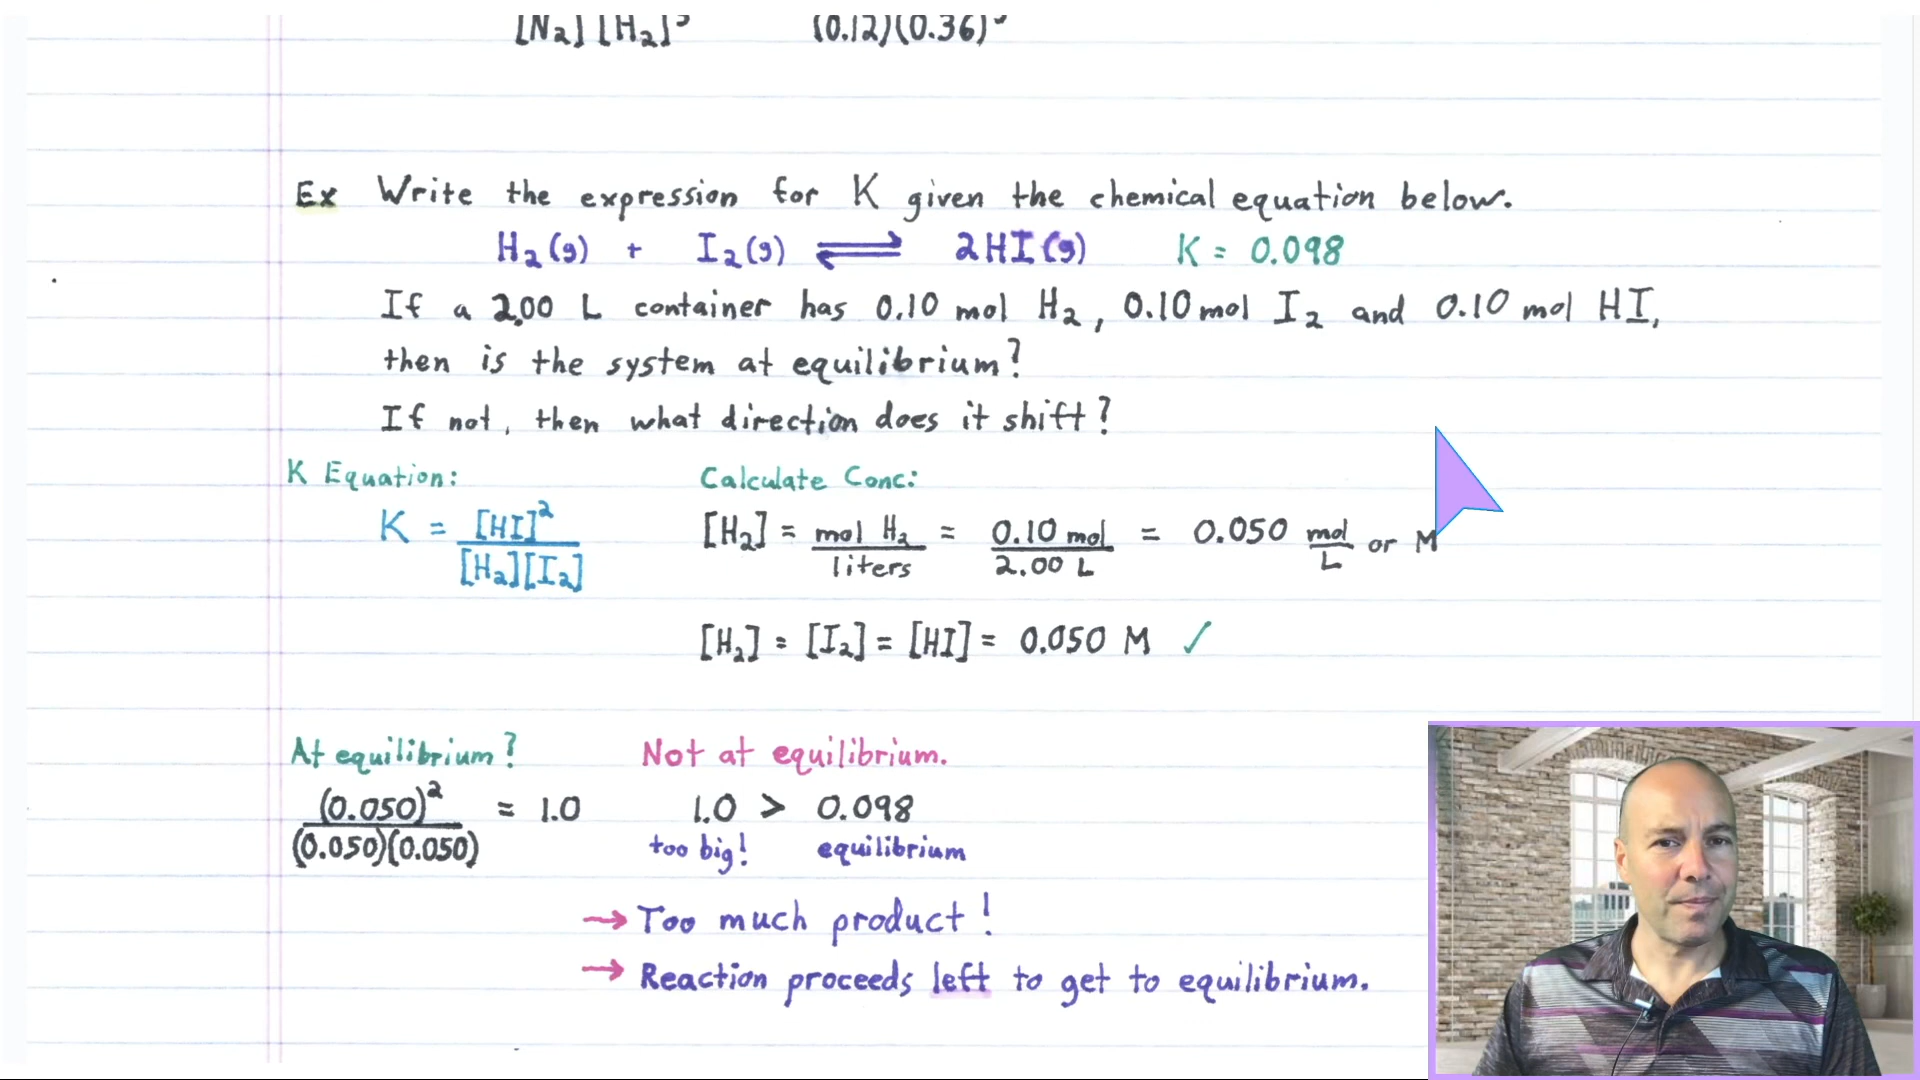 [N₂][H₂]³ (0.12)(0.36)³
Ex Write the expression for K given the chemical equation below.
H₂(g) + I₂(g) ⇌ 2HI(g) K = 0.098
If a 2.00 L container has 0.10 mol H₂, 0.10 mol I₂ and 0.10 mol HI,
then is the system at equilibrium?
If not, then what direction does it shift?
K Equation: Calculate Conc:
K = [HI]² / [H₂][I₂] [H₂] = mol H₂ / liters = 0.10 mol / 2.00 L = 0.050 mol / L or M
[H₂] = [I₂] = [HI] = 0.050 M ✓
At equilibrium? Not at equilibrium.
(0.050)² / (0.050)(0.050) = 1.0 1.0 > 0.098
too big! equilibrium
→ Too much product!
→ Reaction proceeds left to get to equilibrium.